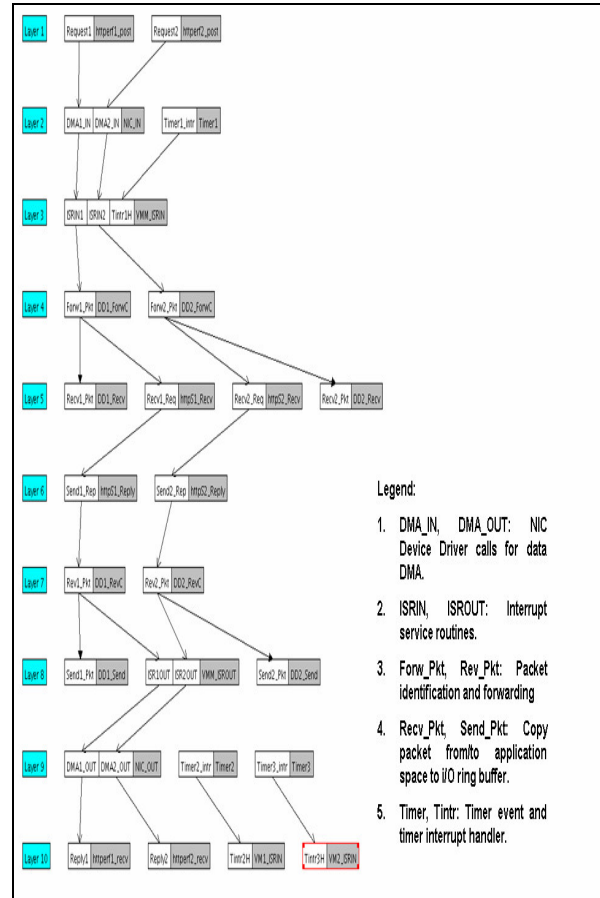 Layer 1 Request1 httperf1_post Request2 httperf2_post
Layer 2 DMA1_IN DMA2_IN NIC_IN Timer1_intr Timer1
Layer 3 ISRIN1 ISRIN2 Tintr1H VMM_ISRIN
Layer 4 Forw1_Pkt DD1_ForwC Forw2_Pkt DD2_ForwC
Layer 5 Recv1_Pkt DD1_Recv Recv1_Req httpS1_Recv Recv2_Req httpS2_Recv Recv2_Pkt DD2_Recv
Layer 6 Send1_Rep httpS1_Reply Send2_Rep httpS2_Reply
Layer 7 Rev1_Pkt DD1_RevC Rev2_Pkt DD2_RevC
Layer 8 Send1_Pkt DD1_Send ISR1OUT ISR2OUT VMM_ISROUT Send2_Pkt DD2_Send
Layer 9 DMA1_OUT DMA2_OUT NIC_OUT Timer2_intr Timer2 Timer3_intr Timer3
Layer 10 Reply1 httperf1_recv Reply2 httperf2_recv Tintr2H VM1_ISRIN Tintr3H VM2_ISRIN
Legend:
1. DMA_IN, DMA_OUT: NIC
Device Driver calls for data
DMA.
2. ISRIN, ISROUT: Interrupt
service routines.
3. Forw_Pkt, Rev_Pkt: Packet
identification and forwarding
4. Recv_Pkt, Send_Pkt: Copy
packet from/to application
space to i/O ring buffer.
5. Timer, Tintr: Timer event and
timer interrupt handler.